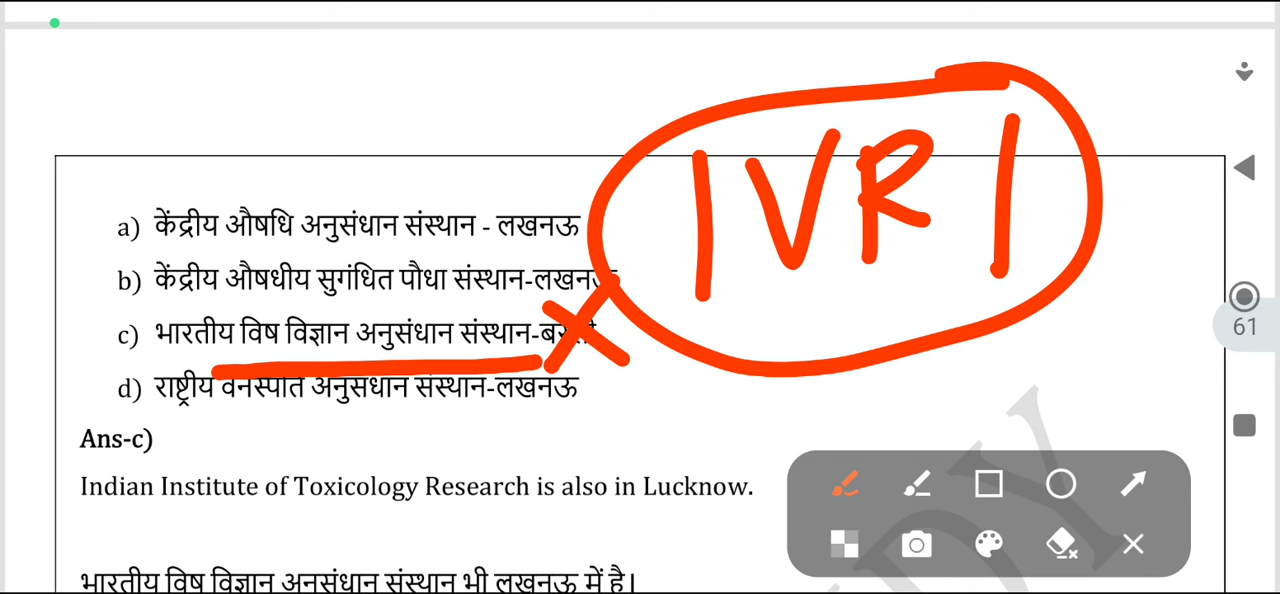 IVRI
a) केंद्रीय औषधि अनुसंधान संस्थान - लखनऊ
b) केंद्रीय औषधीय सुगंधित पौधा संस्थान-लखनऊ
c) भारतीय विष विज्ञान अनुसंधान संस्थान-
d) राष्ट्रीय वनस्पति अनुसंधान संस्थान-लखनऊ
Ans-c)
Indian Institute of Toxicology Research is also in Lucknow.
भारतीय विष विज्ञान अनुसंधान संस्थान भी लखनऊ में है।
61